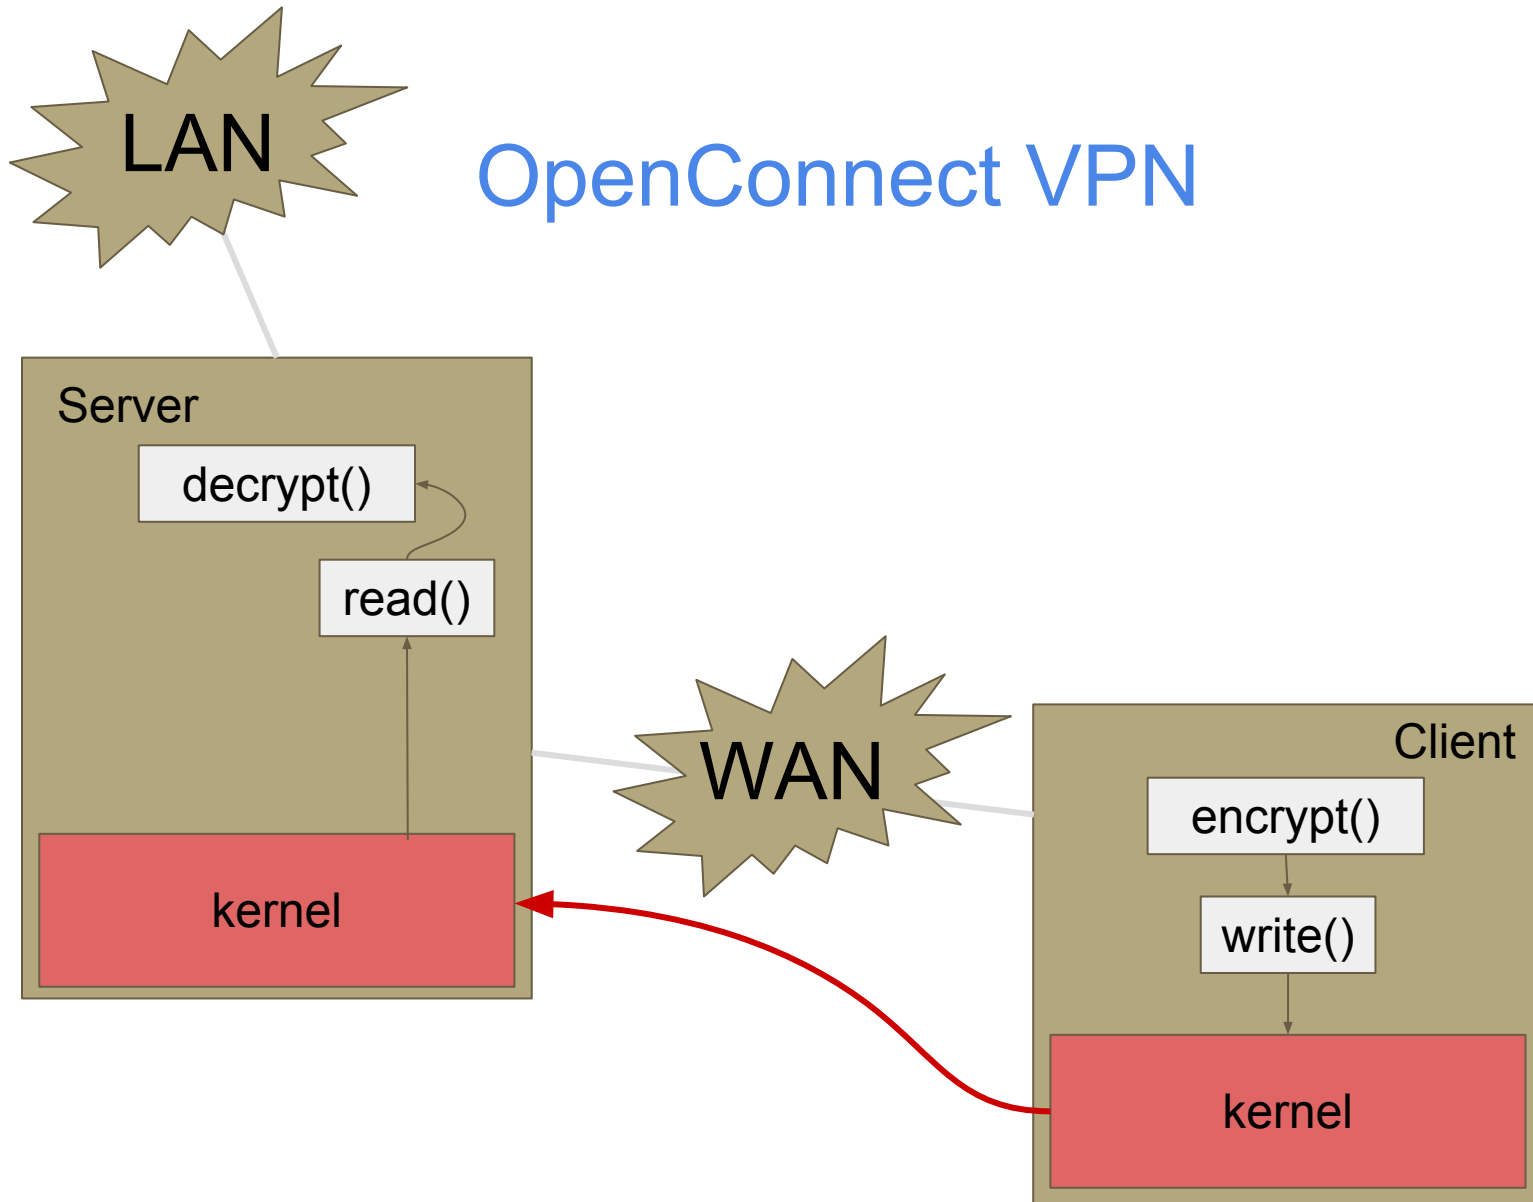 LAN
OpenConnect VPN
Server
decrypt()
read()
kernel
WAN
Client
encrypt()
write()
kernel